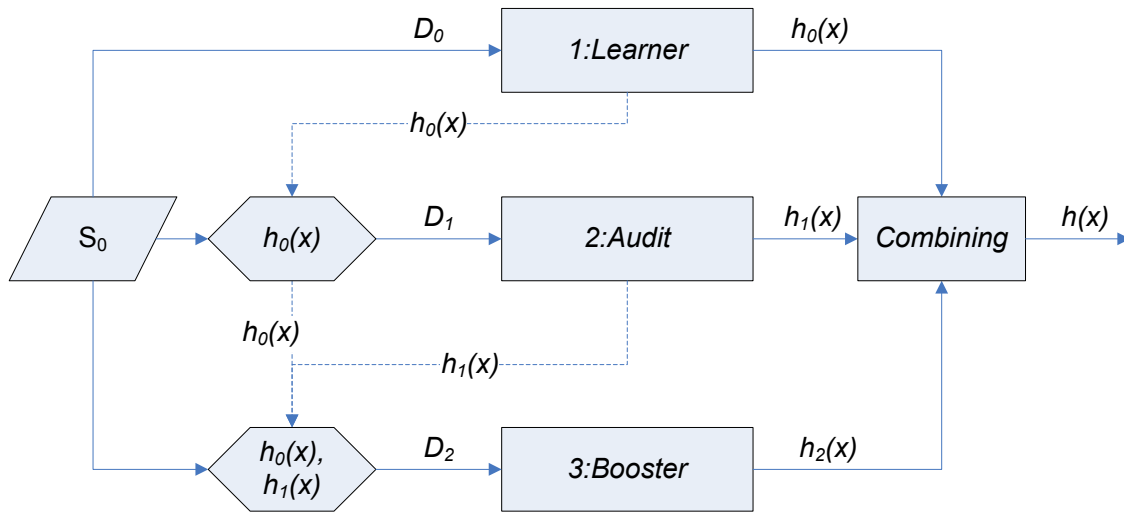 D₀
1:Learner
h₀(x)
h₀(x)
S₀
h₀(x)
D₁
2:Audit
h₁(x)
Combining
h(x)
h₀(x)
h₁(x)
h₀(x),
h₁(x)
D₂
3:Booster
h₂(x)